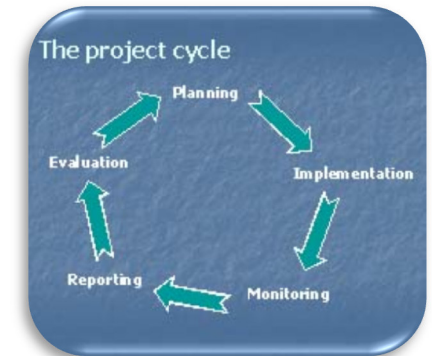 The project cycle
Planning
Implementation
Monitoring
Reporting
Evaluation